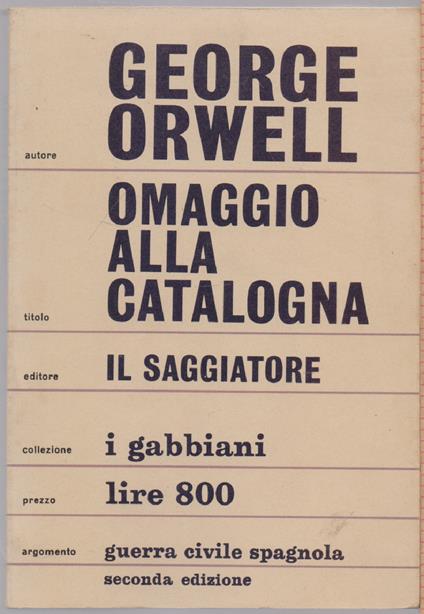 GEORGE
autore ORWELL
OMAGGIO
ALLA
titolo CATALOGNA
editore IL SAGGIATORE
collezione i gabbiani
prezzo lire 800
argomento guerra civile spagnola
seconda edizione